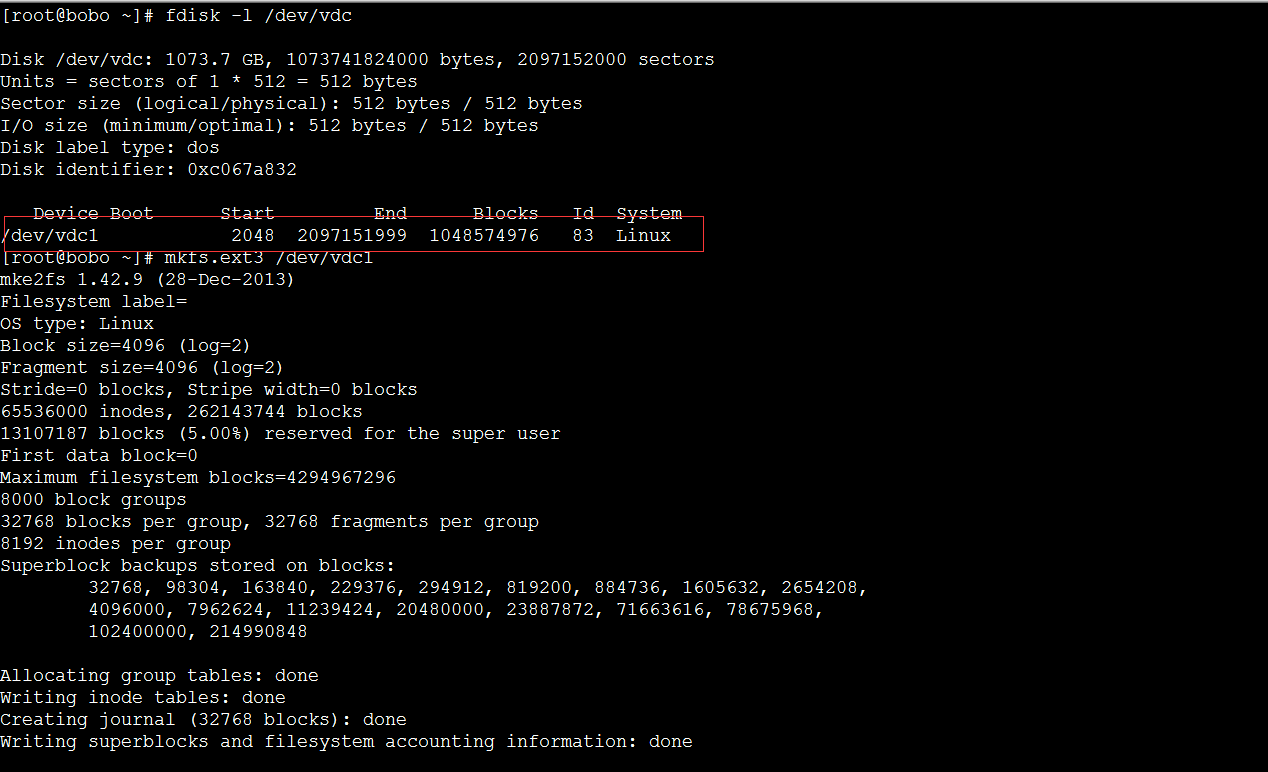 [root@bobo ~]# fdisk -l /dev/vdc
Disk /dev/vdc: 1073.7 GB, 1073741824000 bytes, 2097152000 sectors
Units = sectors of 1 * 512 = 512 bytes
Sector size (logical/physical): 512 bytes / 512 bytes
I/O size (minimum/optimal): 512 bytes / 512 bytes
Disk label type: dos
Disk identifier: 0xc067a832
Device Boot Start End Blocks Id System
/dev/vdc1 2048 2097151999 1048574976 83 Linux
[root@bobo ~]# mkfs.ext3 /dev/vdc1
mke2fs 1.42.9 (28-Dec-2013)
Filesystem label=
OS type: Linux
Block size=4096 (log=2)
Fragment size=4096 (log=2)
Stride=0 blocks, Stripe width=0 blocks
65536000 inodes, 262143744 blocks
13107187 blocks (5.00%) reserved for the super user
First data block=0
Maximum filesystem blocks=4294967296
8000 block groups
32768 blocks per group, 32768 fragments per group
8192 inodes per group
Superblock backups stored on blocks:
32768, 98304, 163840, 229376, 294912, 819200, 884736, 1605632, 2654208,
4096000, 7962624, 11239424, 20480000, 23887872, 71663616, 78675968,
102400000, 214990848
Allocating group tables: done
Writing inode tables: done
Creating journal (32768 blocks): done
Writing superblocks and filesystem accounting information: done